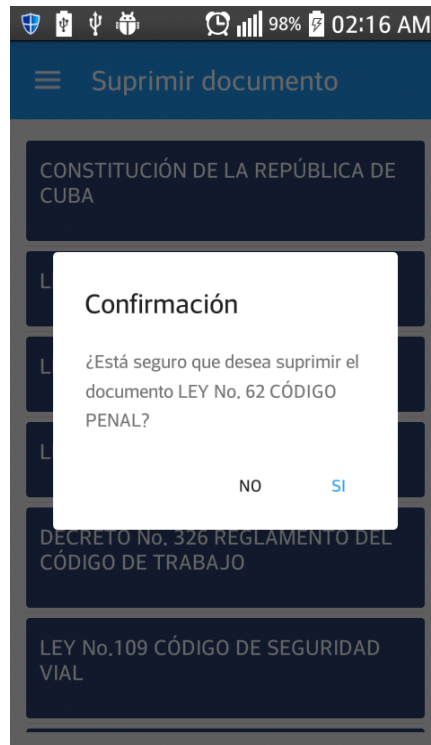 98% 02:16 AM
Suprimir documento
CONSTITUCIÓN DE LA REPÚBLICA DE
CUBA
L
Confirmación
L
¿Está seguro que desea suprimir el
documento LEY No. 62 CÓDIGO
PENAL?
L
NO SI
DECRETO No. 326 REGLAMENTO DEL
CÓDIGO DE TRABAJO
LEY No.109 CÓDIGO DE SEGURIDAD
VIAL